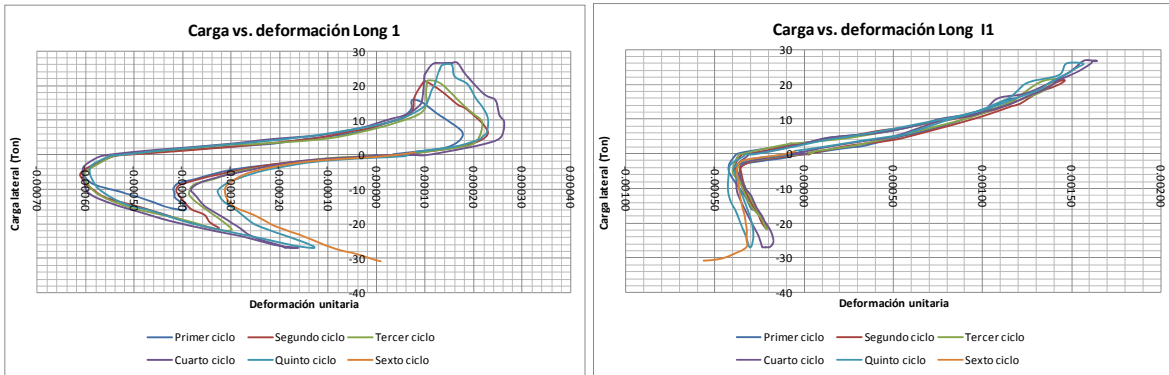 Carga vs. deformación Long 1
30
20
10
0
-10
-20
-30
-40
0.00070
0.00060
0.00050
0.00040
0.00030
0.00020
0.00010
0.00000
0.00010
0.00020
0.00030
0.00040
Carga lateral (Ton)
Deformación unitaria
Primer ciclo
Segundo ciclo
Tercer ciclo
Cuarto ciclo
Quinto ciclo
Sexto ciclo
Carga vs. deformación Long I1
30
20
10
0
-10
-20
-30
-40
0.00100
0.00050
0.00000
0.00050
0.00100
0.00150
0.00200
Carga lateral (Ton)
Deformación unitaria
Primer ciclo
Segundo ciclo
Tercer ciclo
Cuarto ciclo
Quinto ciclo
Sexto ciclo